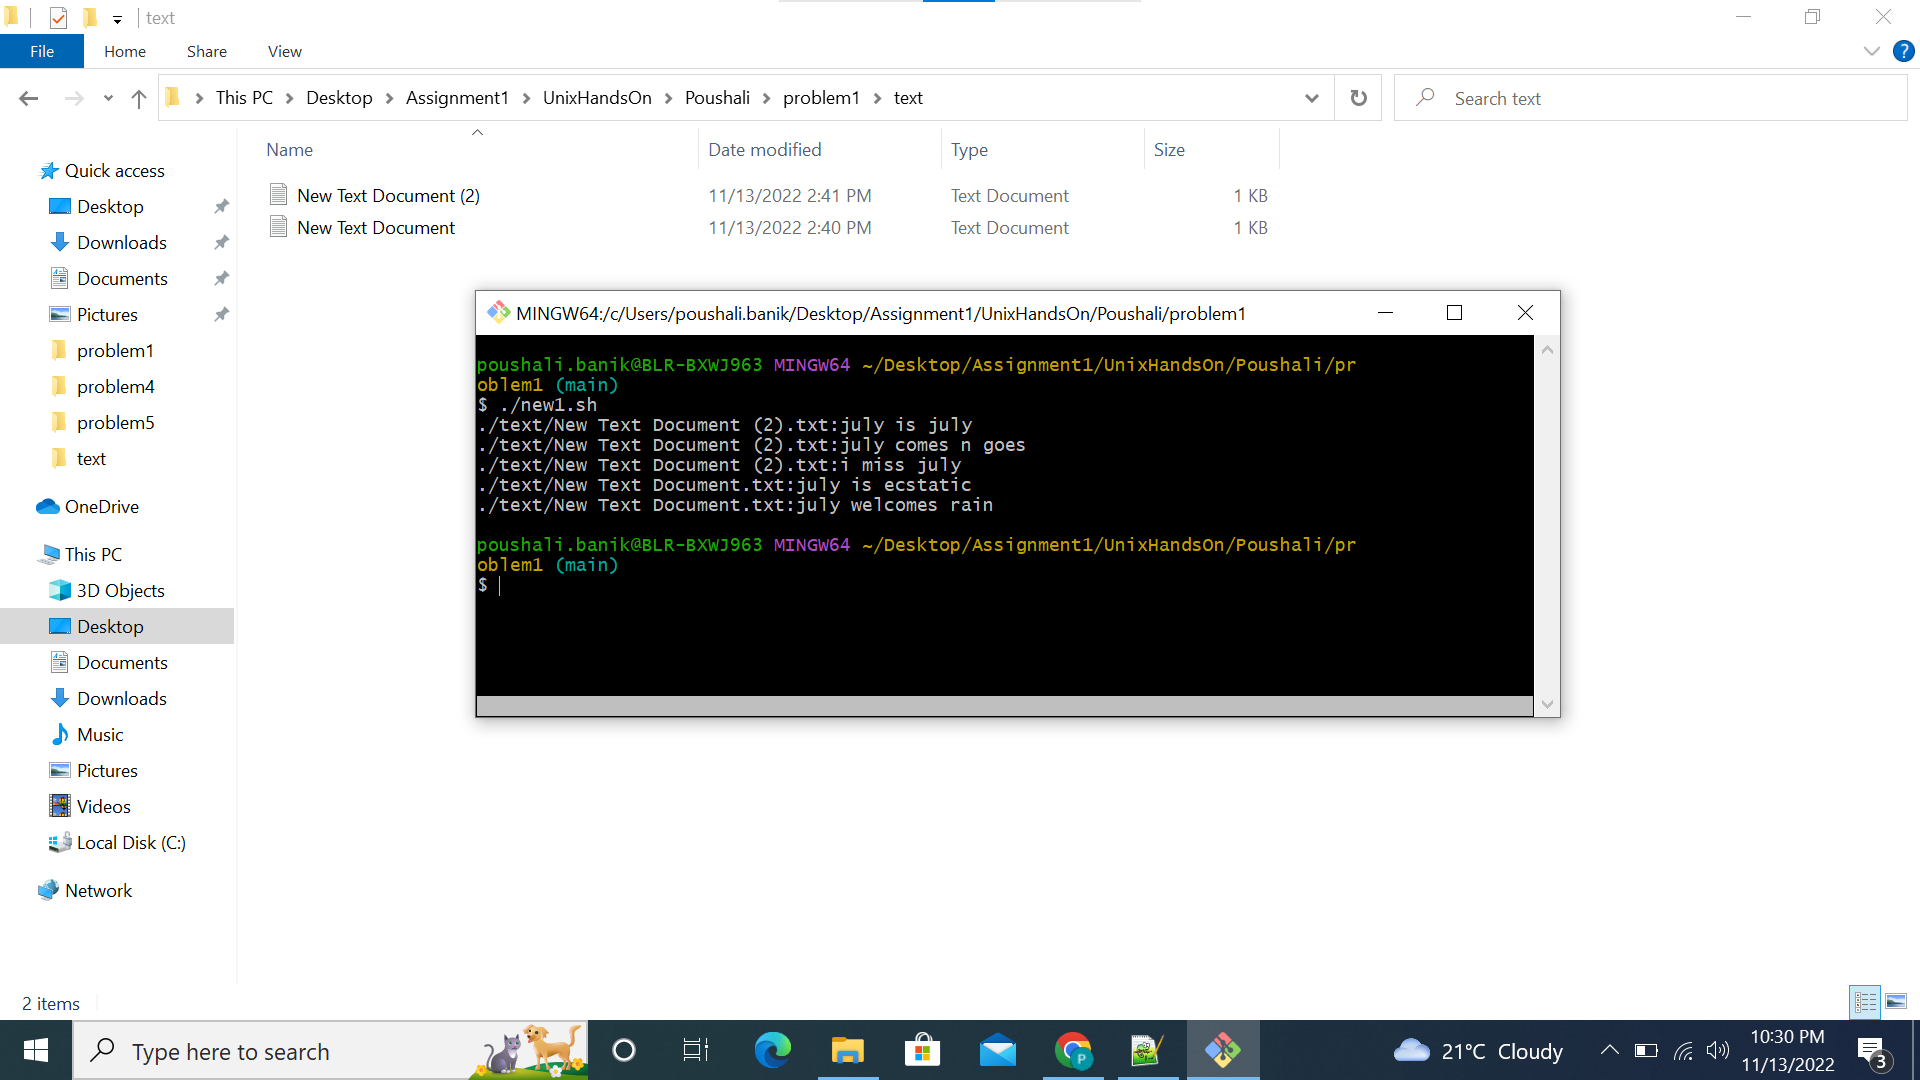 text
File Home Share View
This PC Desktop Assignment1 UnixHandsOn Poushali problem1 text
Search text
Name Date modified Type Size
New Text Document (2) 11/13/2022 2:41 PM Text Document 1 KB
New Text Document 11/13/2022 2:40 PM Text Document 1 KB
Quick access
Desktop
Downloads
Documents
Pictures
problem1
problem4
problem5
text
OneDrive
This PC
3D Objects
Desktop
Documents
Downloads
Music
Pictures
Videos
Local Disk (C:)
Network
MINGW64:/c/Users/poushali.banik/Desktop/Assignment1/UnixHandsOn/Poushali/problem1
poushali.banik@BLR-BXWJ963 MINGW64 ~/Desktop/Assignment1/UnixHandsOn/Poushali/pr
oblem1 (main)
$ ./new1.sh
./text/New Text Document (2).txt:july is july
./text/New Text Document (2).txt:july comes n goes
./text/New Text Document (2).txt:i miss july
./text/New Text Document.txt:july is ecstatic
./text/New Text Document.txt:july welcomes rain
poushali.banik@BLR-BXWJ963 MINGW64 ~/Desktop/Assignment1/UnixHandsOn/Poushali/pr
oblem1 (main)
$
2 items
Type here to search
P
21°C Cloudy
10:30 PM
11/13/2022
3